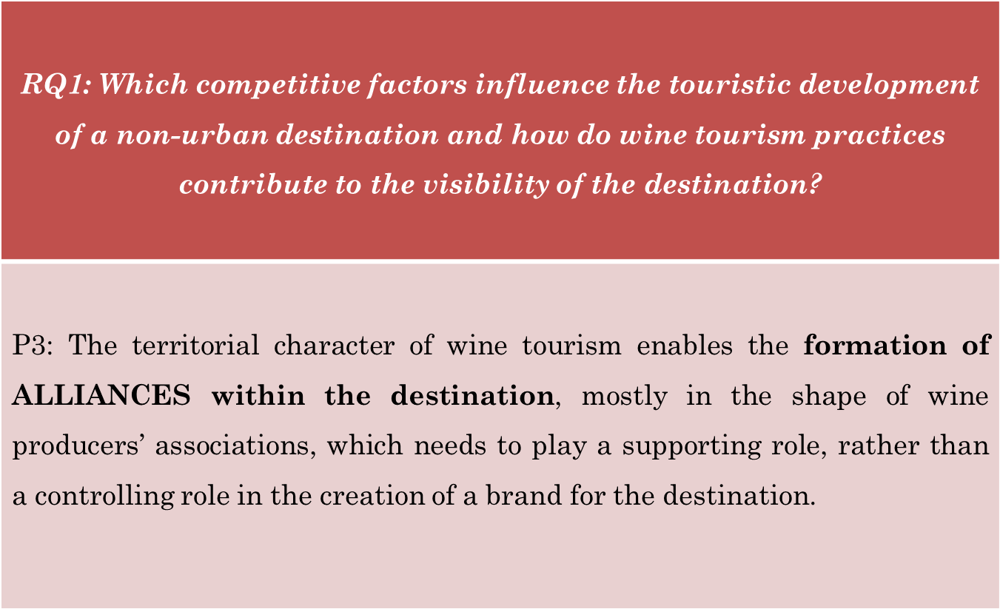 RQ1: Which competitive factors influence the touristic development
of a non-urban destination and how do wine tourism practices
contribute to the visibility of the destination?
P3: The territorial character of wine tourism enables the formation of
ALLIANCES within the destination, mostly in the shape of wine
producers’ associations, which needs to play a supporting role, rather than
a controlling role in the creation of a brand for the destination.